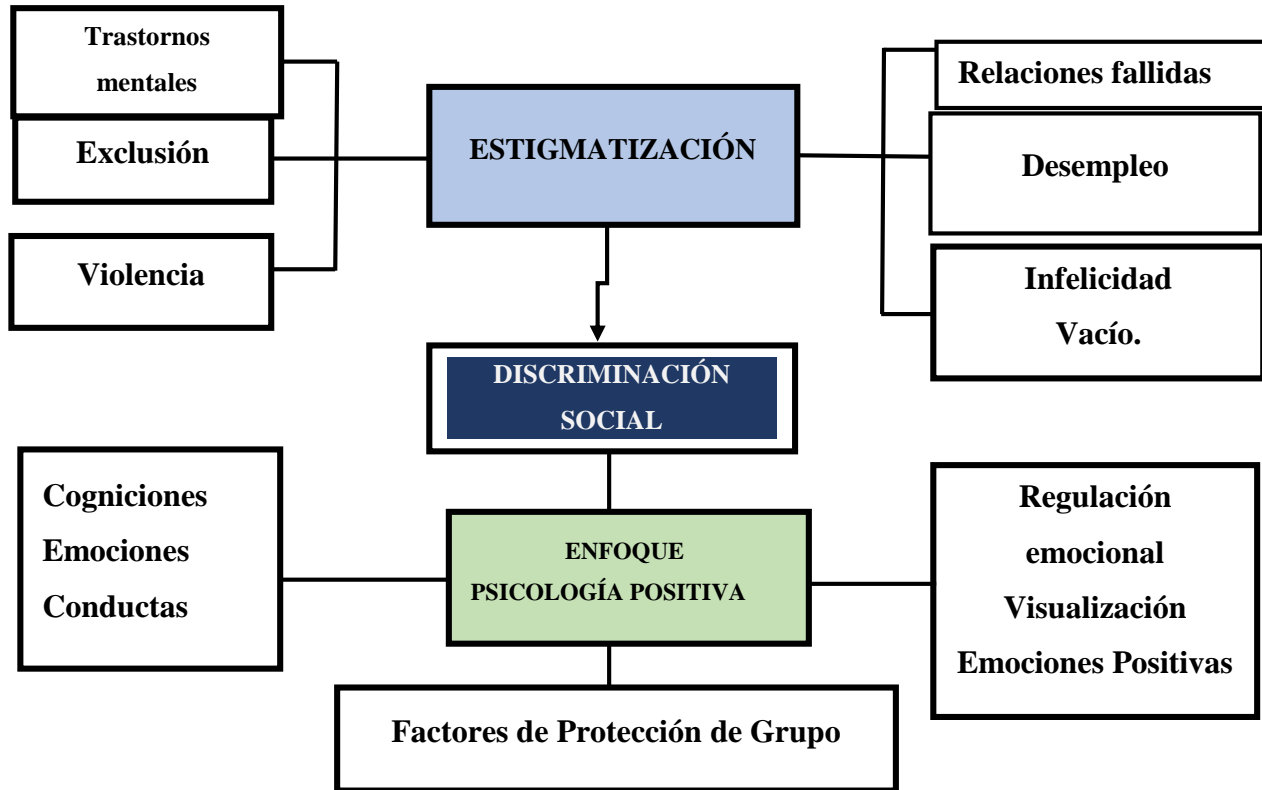 Trastornos
mentales
Exclusión
Violencia
ESTIGMATIZACIÓN
Relaciones fallidas
Desempleo
Infelicidad
Vacío.
DISCRIMINACIÓN
SOCIAL
Cogniciones
Emociones
Conductas
ENFOQUE
PSICOLOGÍA POSITIVA
Regulación
emocional
Visualización
Emociones Positivas
Factores de Protección de Grupo